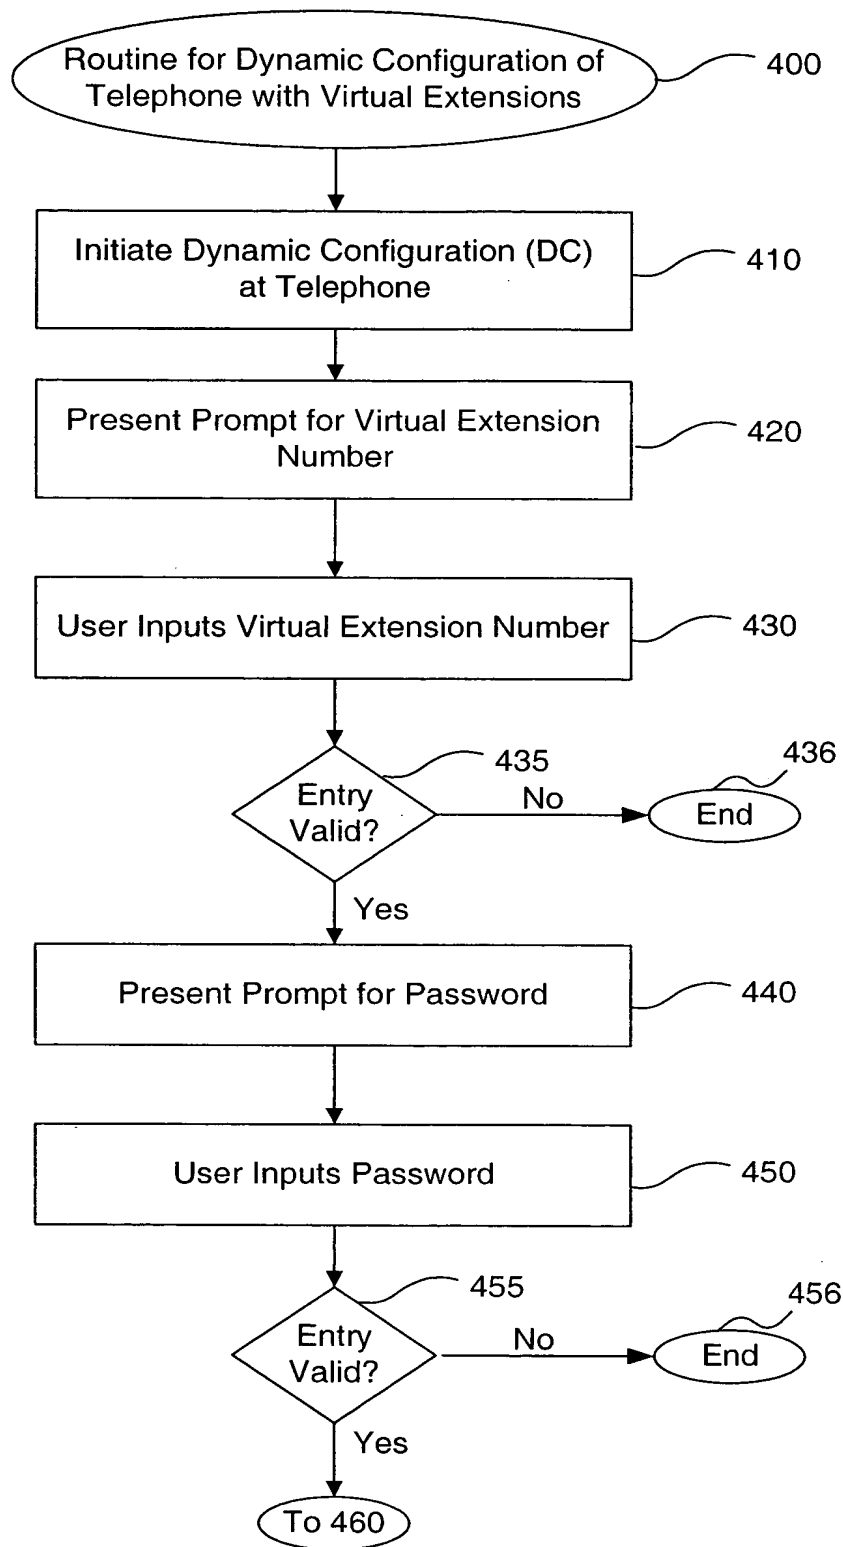 Routine for Dynamic Configuration of
Telephone with Virtual Extensions
400
Initiate Dynamic Configuration (DC)
at Telephone
410
Present Prompt for Virtual Extension
Number
420
User Inputs Virtual Extension Number
430
435
Entry
Valid?
No
436
End
Yes
Present Prompt for Password
440
User Inputs Password
450
455
Entry
Valid?
No
456
End
Yes
To 460